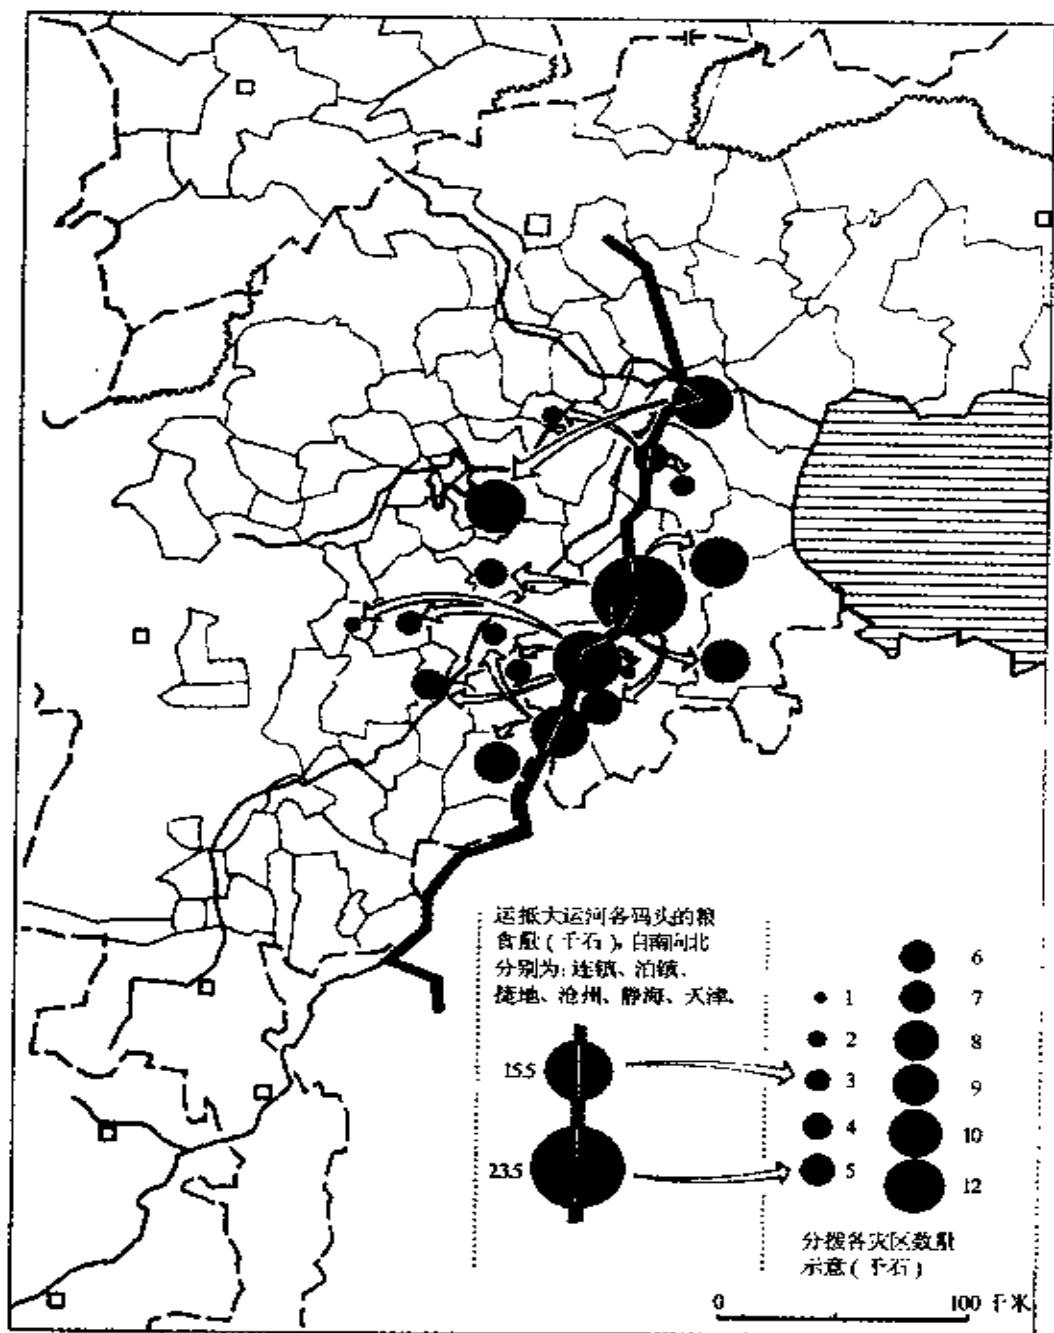 运抵大运河各码头的粮
食数（千石），自南向北
分别为：连镇、泊镇、
捷地、沧州、静海、天津。
15.5
23.5
1
2
3
4
5
6
7
8
9
10
12
分拨各灾区数量
示意（千石）
0 100 千米